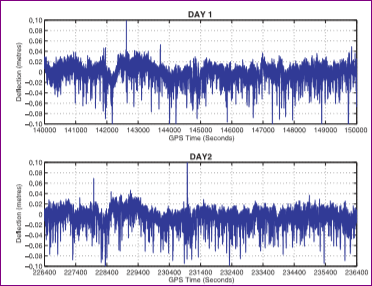 DAY 1
0.10
0.08
0.06
0.04
0.02
0
−0.02
−0.04
−0.06
−0.08
−0.10
Deflection (metres)
140000 141000 142000 143000 144000 145000 146000 147000 148000 149000 150000
GPS Time (Seconds)
DAY2
0.10
0.08
0.06
0.04
0.02
0
−0.02
−0.04
−0.06
−0.08
−0.10
Deflection (metres)
226400 227400 228400 229400 230400 231400 232400 233400 234400 235400 236400
GPS Time (Seconds)